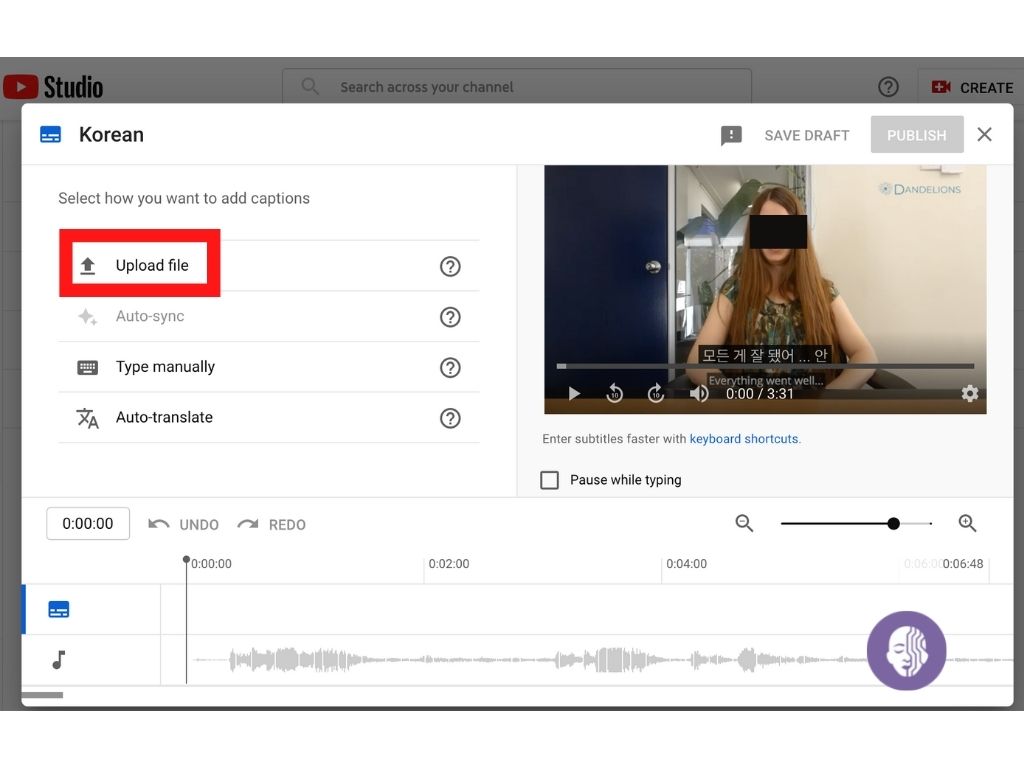 Studio
Search across your channel
CREATE
Korean
SAVE DRAFT
PUBLISH
Select how you want to add captions
Upload file
Auto-sync
Type manually
Auto-translate
DANDELIONS
모든 게 잘 됐어 ... 안
Everything went well...
10
10
0:00 / 3:31
Enter subtitles faster with keyboard shortcuts.
Pause while typing
0:00:00
UNDO
REDO
0:00:00
0:02:00
0:04:00
0:06:00
0:06:48